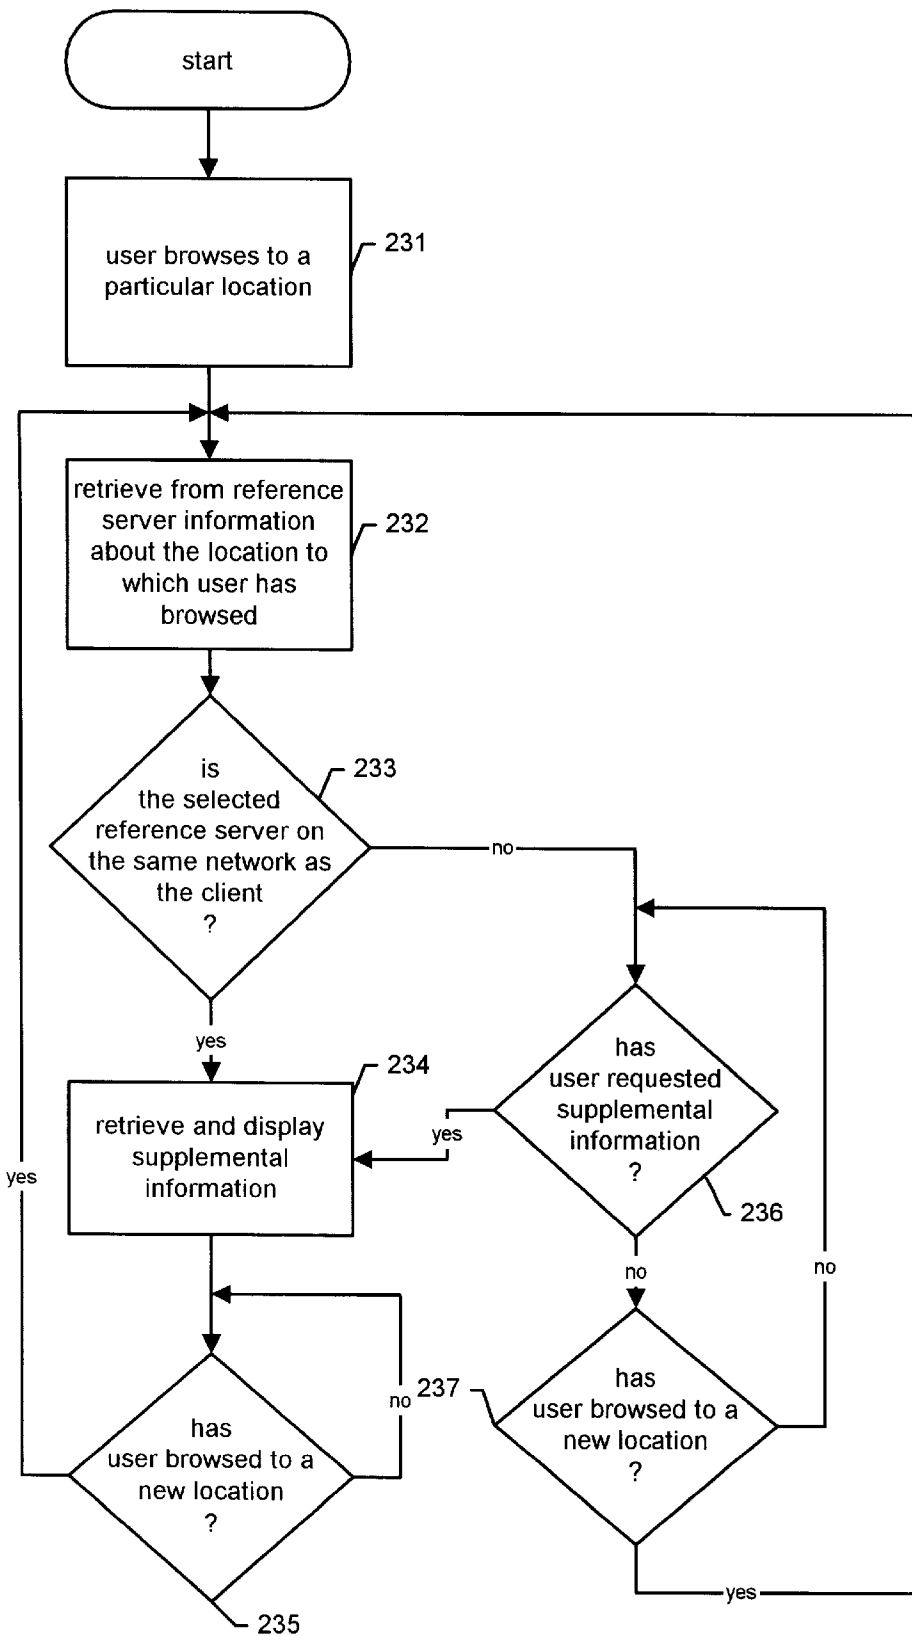 start
user browses to a
particular location
231
retrieve from reference
server information
about the location to
which user has
browsed
232
is
the selected
reference server on
the same network as
the client
?
233
no
yes
retrieve and display
supplemental
information
234
has
user requested
supplemental
information
?
236
yes
no
no
yes
has
user browsed to a
new location
?
235
no
has
user browsed to a
new location
?
237
yes